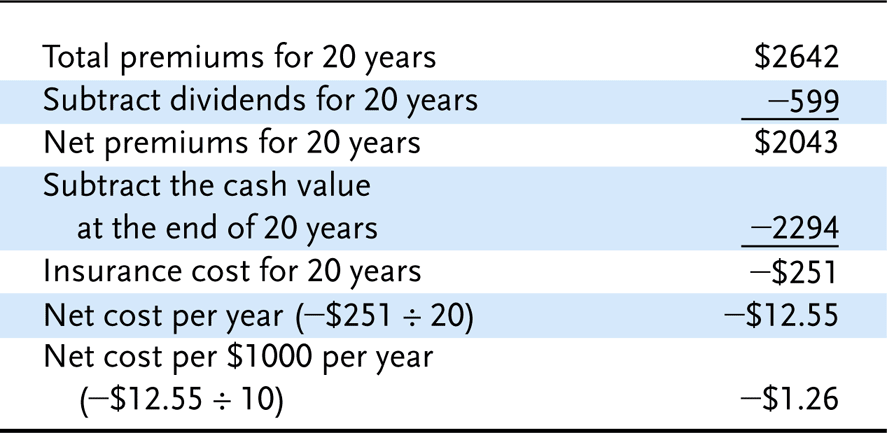 Total premiums for 20 years $2642
Subtract dividends for 20 years −599
Net premiums for 20 years $2043
Subtract the cash value
at the end of 20 years −2294
Insurance cost for 20 years −$251
Net cost per year (−$251 ÷ 20) −$12.55
Net cost per $1000 per year
(−$12.55 ÷ 10) −$1.26